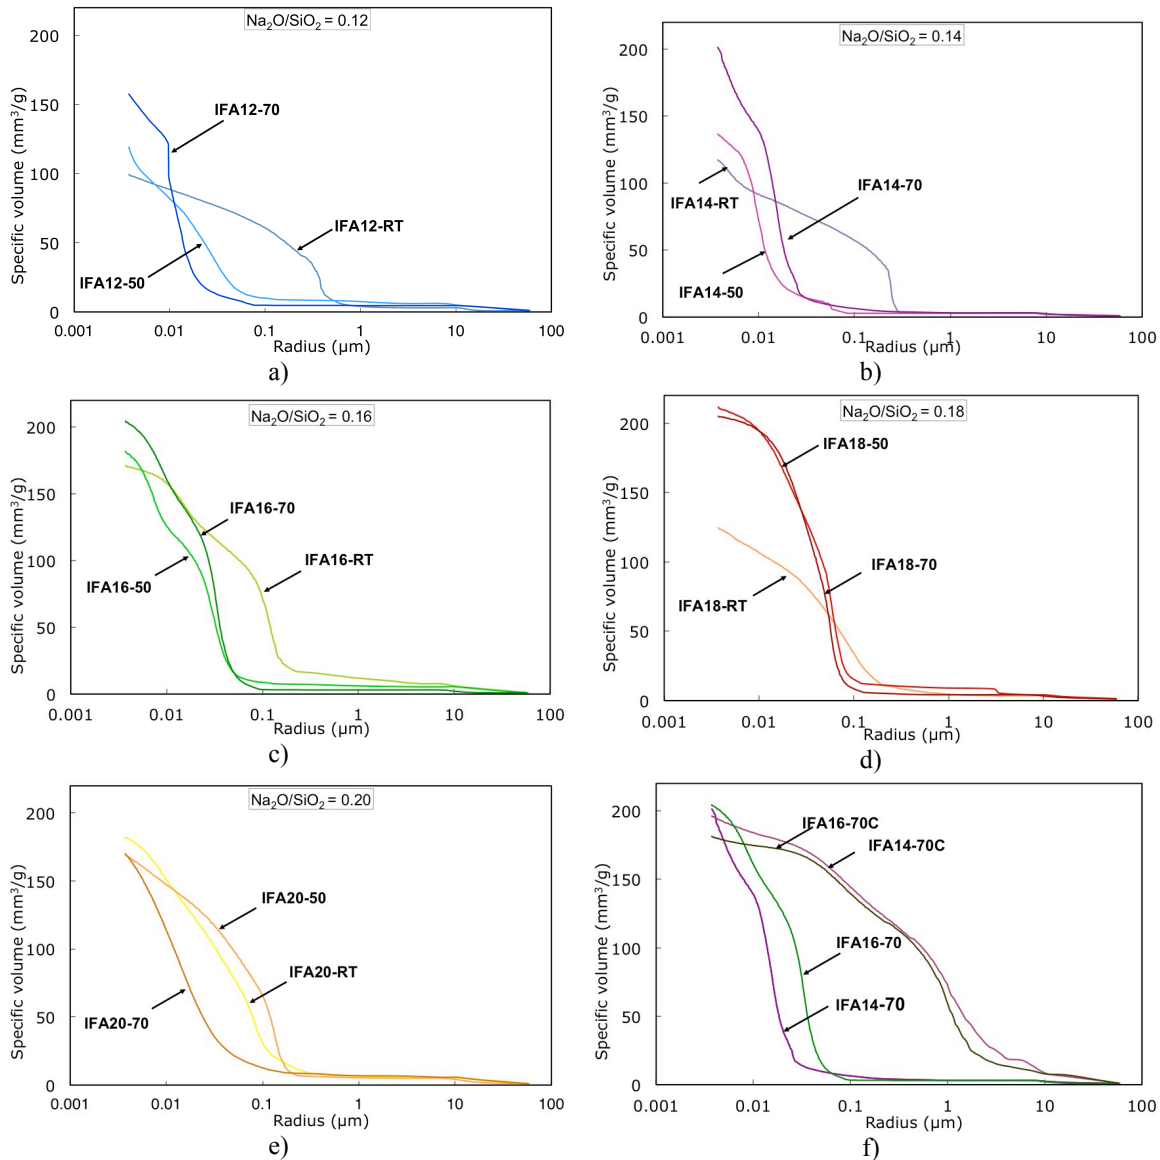 Na₂O/SiO₂ = 0.12
Specific volume (mm³/g)
200
150
100
50
0
IFA12-70
IFA12-RT
IFA12-50
0.001
0.01
0.1
1
10
100
Radius (µm)
a)
Na₂O/SiO₂ = 0.14
Specific volume (mm³/g)
200
150
100
50
0
IFA14-RT
IFA14-70
IFA14-50
0.001
0.01
0.1
1
10
100
Radius (µm)
b)
Na₂O/SiO₂ = 0.16
Specific volume (mm³/g)
200
150
100
50
0
IFA16-70
IFA16-RT
IFA16-50
0.001
0.01
0.1
1
10
100
Radius (µm)
c)
Na₂O/SiO₂ = 0.18
Specific volume (mm³/g)
200
150
100
50
0
IFA18-50
IFA18-70
IFA18-RT
0.001
0.01
0.1
1
10
100
Radius (µm)
d)
Na₂O/SiO₂ = 0.20
Specific volume (mm³/g)
200
150
100
50
0
IFA20-50
IFA20-RT
IFA20-70
0.001
0.01
0.1
1
10
100
Radius (µm)
e)
Specific volume (mm³/g)
200
150
100
50
0
IFA16-70C
IFA14-70C
IFA16-70
IFA14-70
0.001
0.01
0.1
1
10
100
Radius (µm)
f)